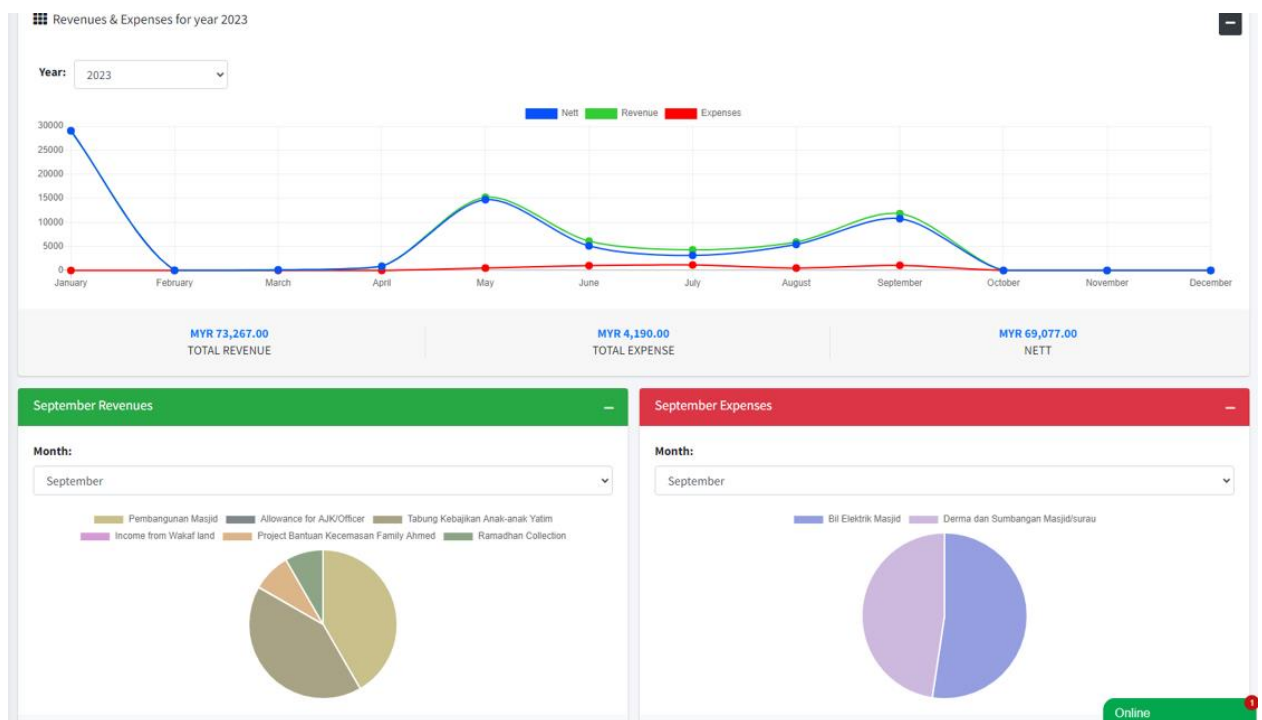 Revenues & Expenses for year 2023
Year: 2023
Nett Revenue Expenses
30000
25000
20000
15000
10000
5000
0
January February March April May June July August September October November December
MYR 73,267.00 MYR 4,190.00 MYR 69,077.00
TOTAL REVENUE TOTAL EXPENSE NETT
September Revenues
Month:
September
Pembangunan Masjid Allowance for AJK/Officer Tabung Kebajikan Anak-anak Yatim
Income from Wakaf land Project Bantuan Kecemasan Family Ahmed Ramadhan Collection
September Expenses
Month:
September
Bil Elektrik Masjid Derma dan Sumbangan Masjid/surau
Online
1